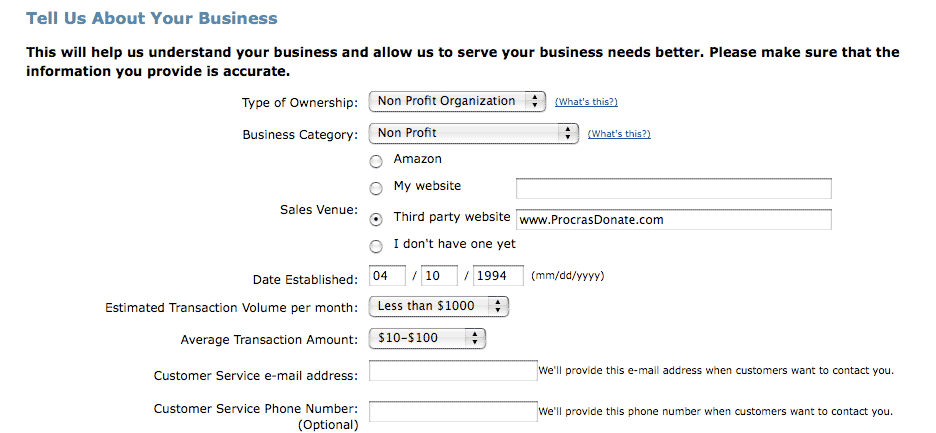 Tell Us About Your Business
This will help us understand your business and allow us to serve your business needs better. Please make sure that the
information you provide is accurate.
Type of Ownership: Non Profit Organization (What's this?)
Business Category: Non Profit (What's this?)
Amazon
My website
Sales Venue:
Third party website www.ProcrasDonate.com
I don't have one yet
Date Established: 04 / 10 / 1994 (mm/dd/yyyy)
Estimated Transaction Volume per month: Less than $1000
Average Transaction Amount: $10-$100
Customer Service e-mail address: We'll provide this e-mail address when customers want to contact you.
Customer Service Phone Number: We'll provide this phone number when customers want to contact you.
(Optional)